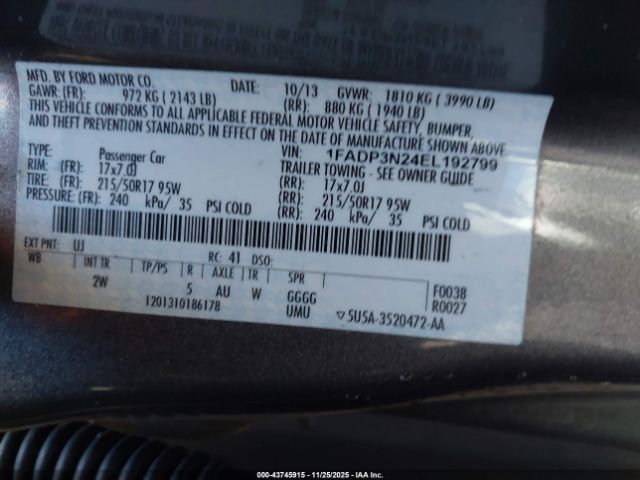 MFD. BY FORD MOTOR CO. DATE: 10/13 GVWR: 1810 KG ( 3990 LB)
GAWR: (FR): 972 KG ( 2143 LB) (RR): 880 KG ( 1940 LB)
THIS VEHICLE CONFORMS TO ALL APPLICABLE FEDERAL MOTOR VEHICLE SAFETY, BUMPER,
AND THEFT PREVENTION STANDARDS IN EFFECT ON THE DATE OF MANUFACTURE SHOWN ABOVE.
VIN: 1FADP3N24EL192799
TYPE: Passenger Car TRAILER TOWING - SEE OWNER GUIDE
RIM: (FR): 17x7.0J (RR): 17x7.0J
TIRE: (FR): 215/50R17 95W (RR): 215/50R17 95W
PRESSURE: (FR): 240 kPa/ 35 PSI COLD (RR): 240 kPa/ 35 PSI COLD
EXT PNT: UJ RC: 41 DSO:
WB INT TR TP/PS R AXLE TR SPR
2W 5 AU W GGGG F0038
1201310186178 UMU R0027
5U5A-3520472-AA
000-43745915 - 11/25/2025 - IAAI.COM